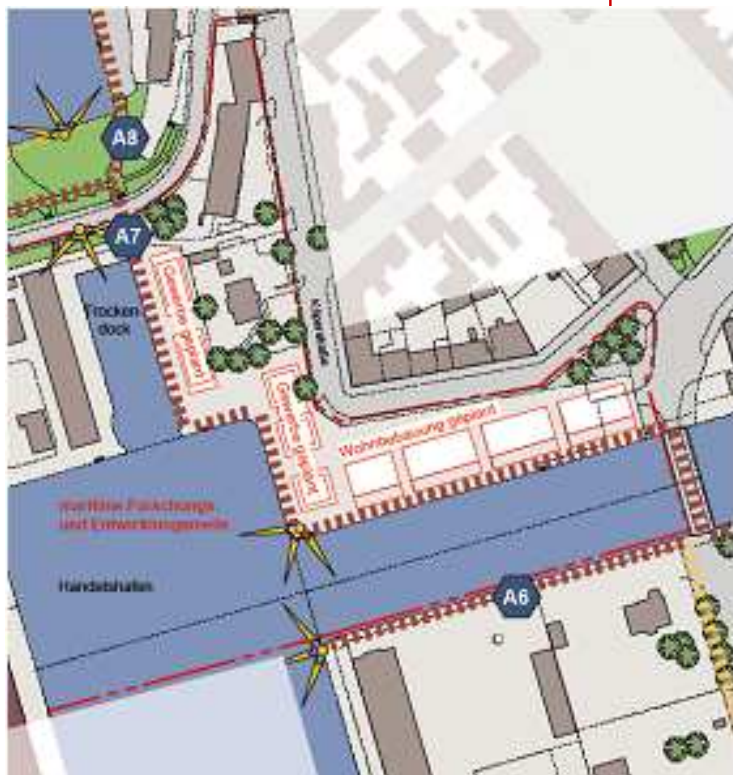 A8
A7
Trocken
dock
Gewerbe geplant
Gewerbe geplant
Wohnbebauung geplant
maritime Forschungs
und Entwicklungsmeile
Handelshafen
A6